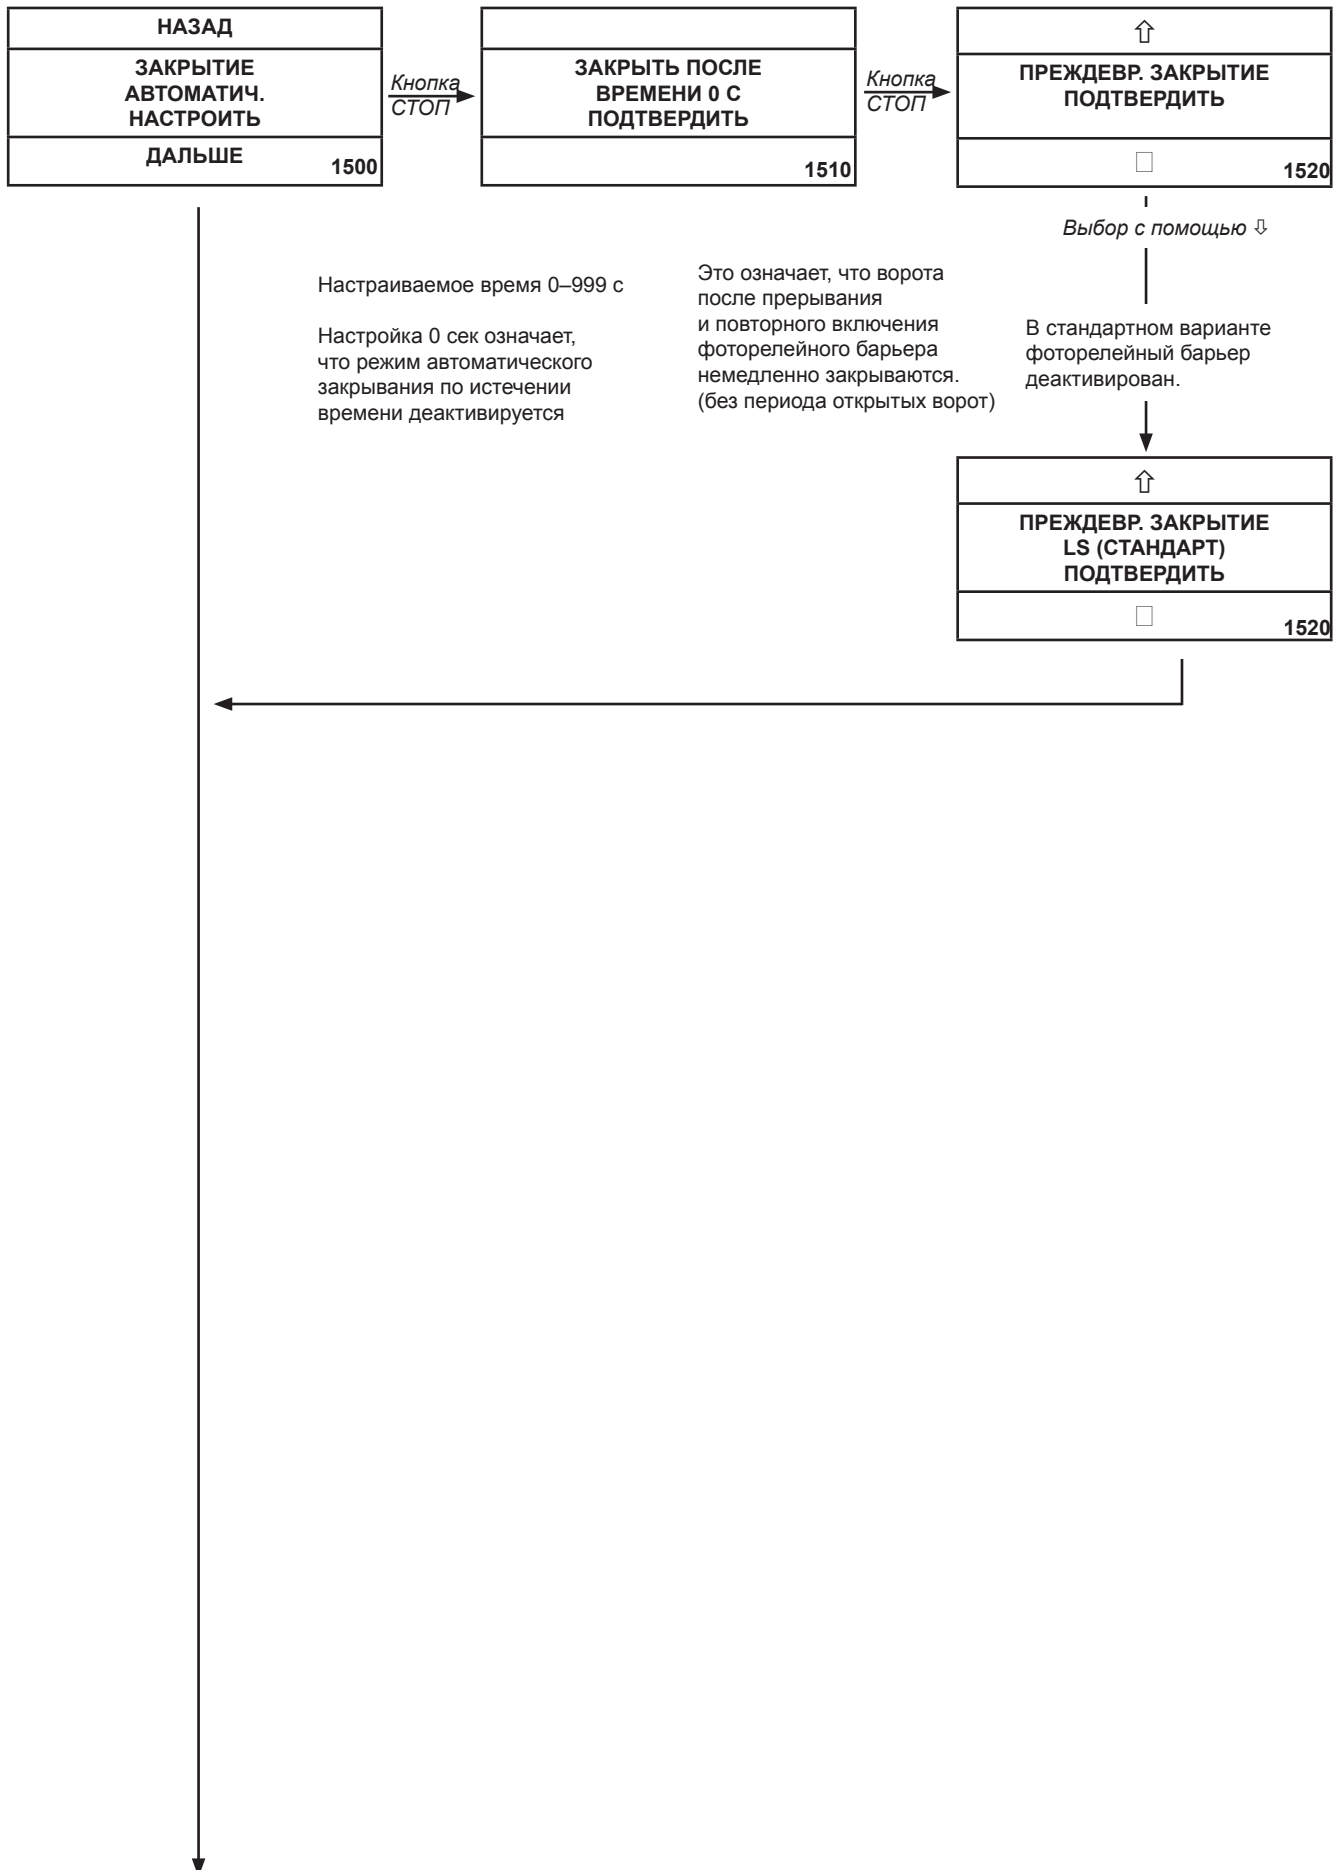 НАЗАД
ЗАКРЫТИЕ
АВТОМАТИЧ.
НАСТРОИТЬ
ДАЛЬШЕ
1500
Кнопка
СТОП
ЗАКРЫТЬ ПОСЛЕ
ВРЕМЕНИ 0 С
ПОДТВЕРДИТЬ
1510
Кнопка
СТОП
⇧
ПРЕЖДЕВР. ЗАКРЫТИЕ
ПОДТВЕРДИТЬ
1520
Выбор с помощью ⇩
Настраиваемое время 0–999 с
Настройка 0 сек означает,
что режим автоматического
закрывания по истечении
времени деактивируется
Это означает, что ворота
после прерывания
и повторного включения
фоторелейного барьера
немедленно закрываются.
(без периода открытых ворот)
В стандартном варианте
фоторелейный барьер
деактивирован.
⇧
ПРЕЖДЕВР. ЗАКРЫТИЕ
LS (СТАНДАРТ)
ПОДТВЕРДИТЬ
1520